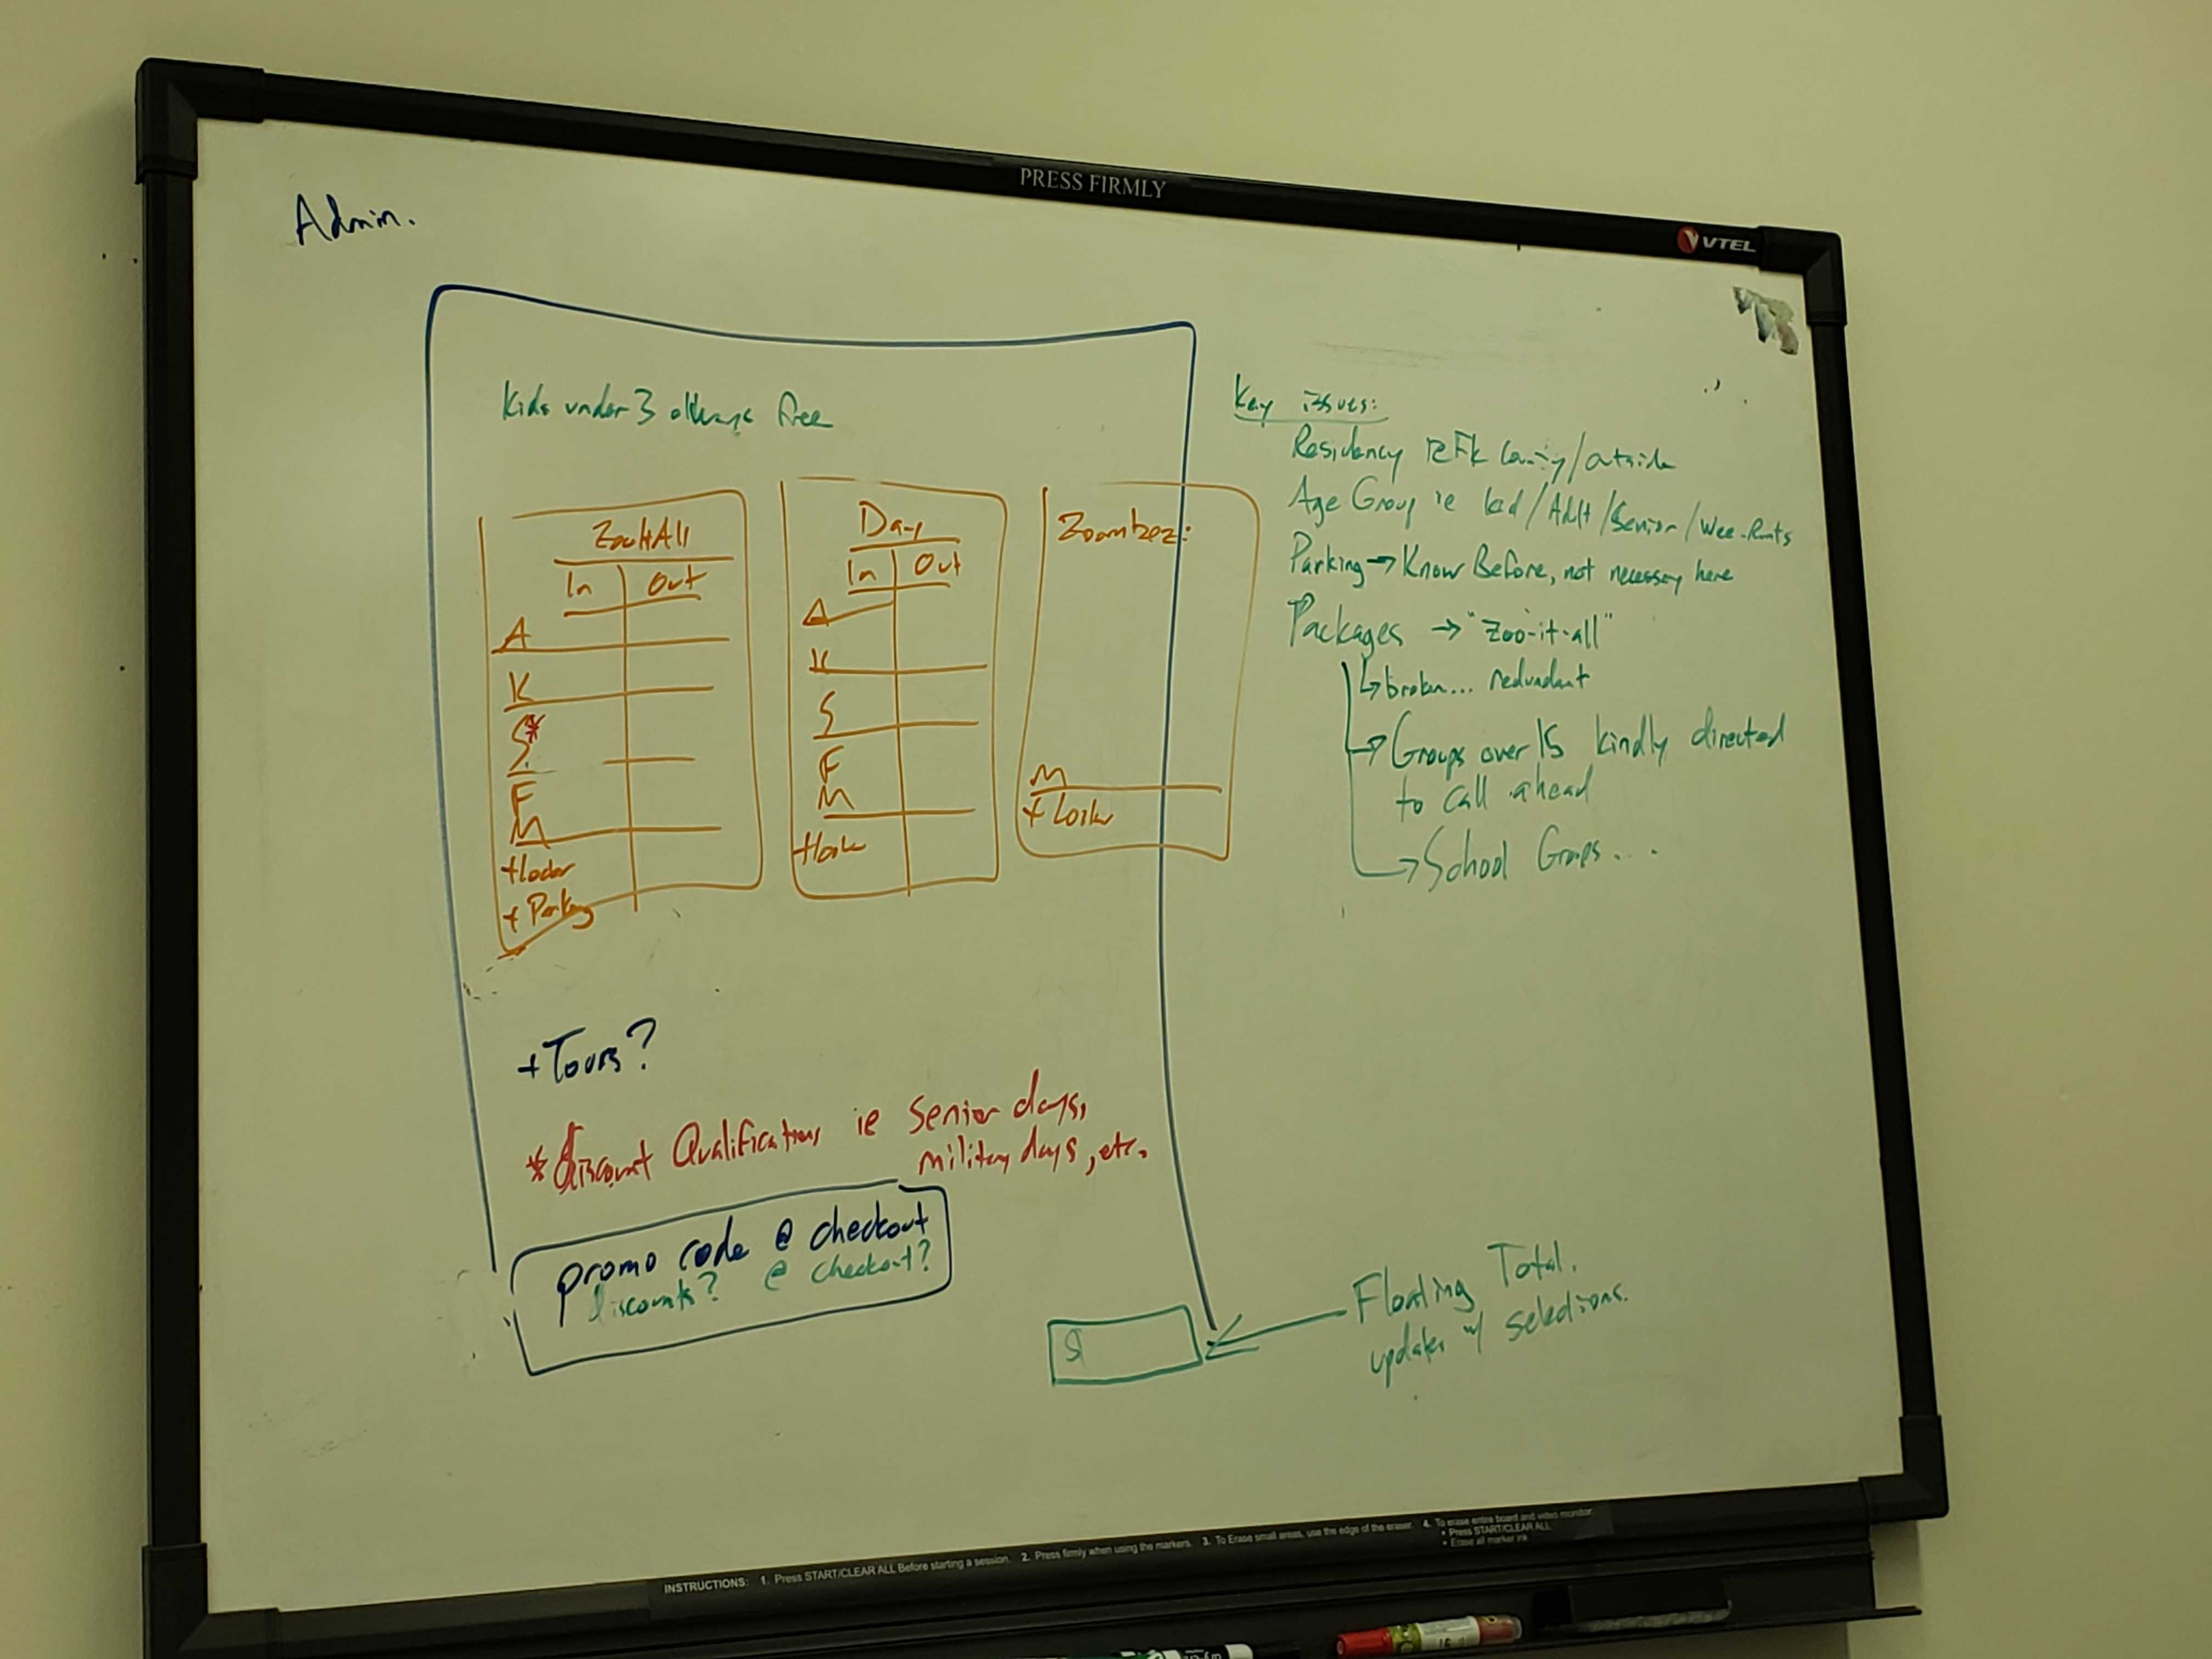 PRESS FIRMLY
VTEL
Admin.
Kids under 3 always free
ZooItAll
In Out
A
K
S*
F
M
+ Locker
+ Parking
Day
In Out
A
K
S
F
M
+ Lock
Zoombez:
M
+ Locker
Key issues:
Residency County/outside
Age Group ie kid/Adlt/Senior/Wee-
Parking → Know Before, not necessary here
Packages → "Zoo-it-all"
↳ broken... redundant
→ Groups over 15 kindly directed
to call ahead
→ School Groups...
+ Tours?
* discount Qualifications ie Senior days,
military days, etc.
promo code @ checkout
discounts? @ checkout?
$
Floating Total.
updates w/ selections.
INSTRUCTIONS: 1. Press START/CLEAR ALL Before starting a session. 2. Press firmly when using the markers. 3. To Erase small areas, use the edge of the eraser. 4. To erase entire board and video monitor
• Press START/CLEAR ALL
• Erase all marker ink